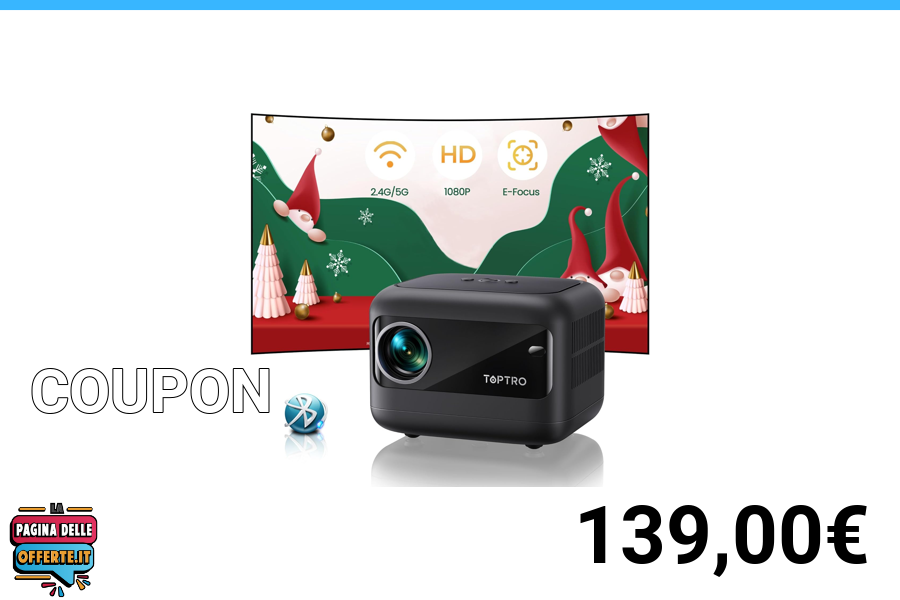 HD
2.4G/5G 1080P E-Focus
TOPTRO
COUPON
LA
PAGINA DELLE
OFFERTE.IT
139,00€